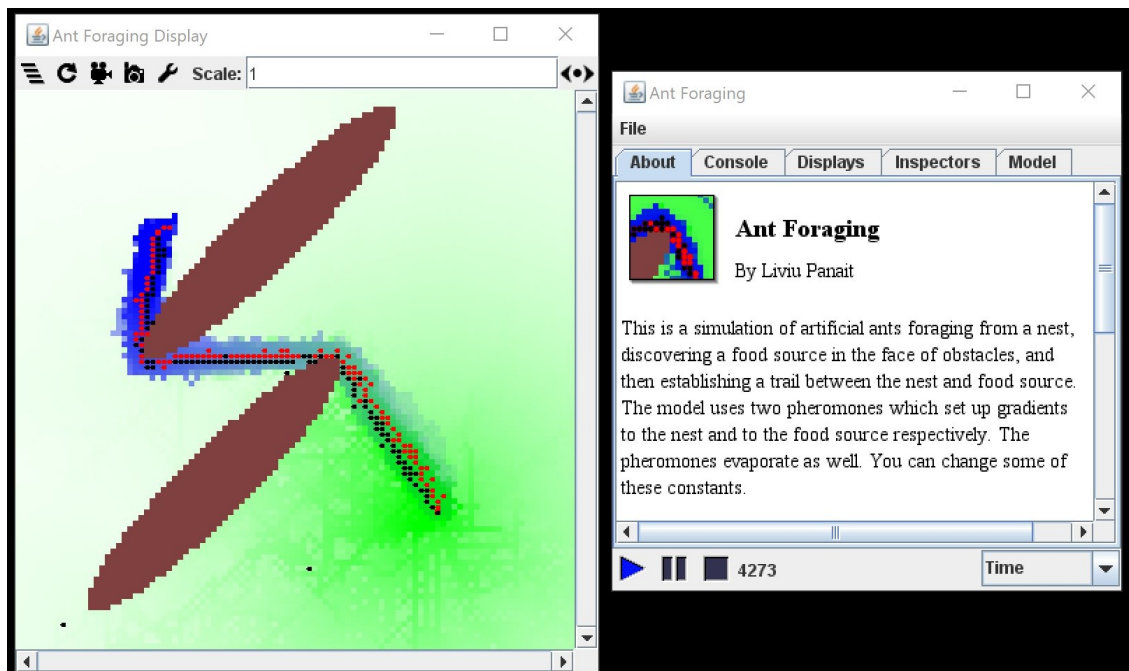 Ant Foraging Display
Scale: 1
Ant Foraging
File
About Console Displays Inspectors Model
Ant Foraging
By Liviu Panait
This is a simulation of artificial ants foraging from a nest,
discovering a food source in the face of obstacles, and
then establishing a trail between the nest and food source.
The model uses two pheromones which set up gradients
to the nest and to the food source respectively. The
pheromones evaporate as well. You can change some of
these constants.
4273 Time